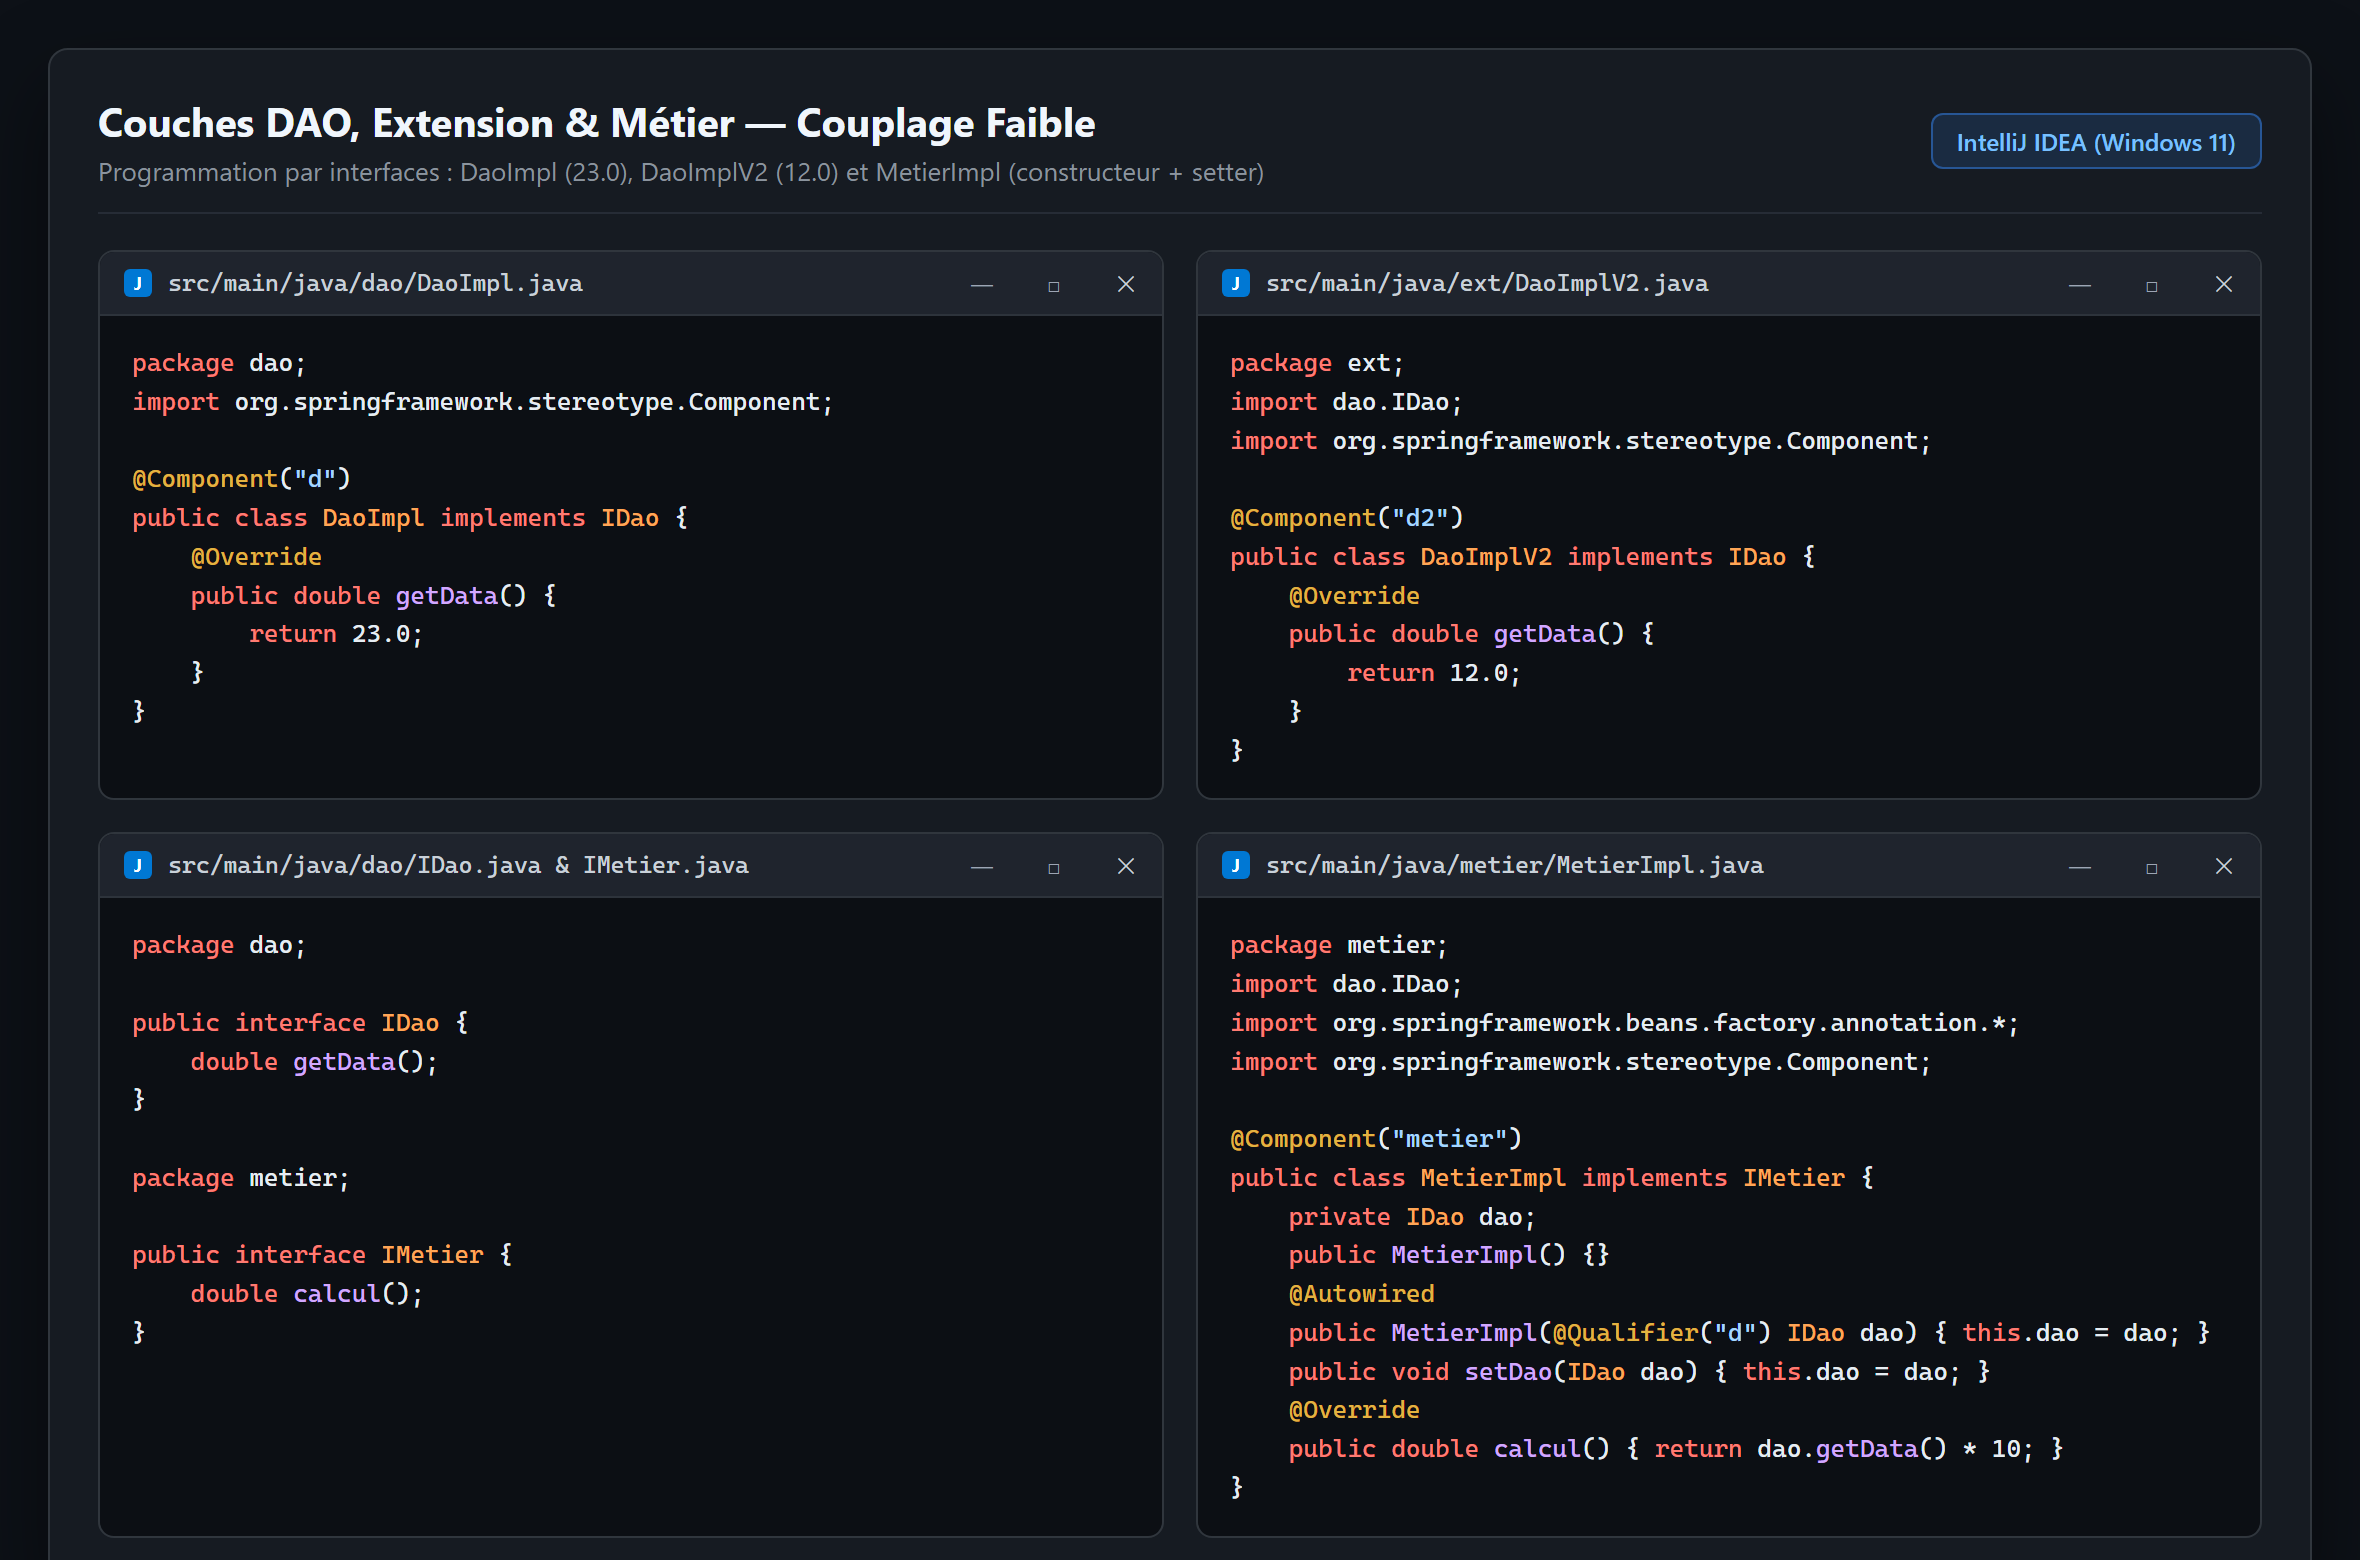 Couches DAO, Extension & Métier — Couplage Faible
Programmation par interfaces : DaoImpl (23.0), DaoImplV2 (12.0) et MetierImpl (constructeur + setter)
IntelliJ IDEA (Windows 11)
J src/main/java/dao/DaoImpl.java
package dao;
import org.springframework.stereotype.Component;
@Component("d")
public class DaoImpl implements IDao {
    @Override
    public double getData() {
        return 23.0;
    }
}
J src/main/java/ext/DaoImplV2.java
package ext;
import dao.IDao;
import org.springframework.stereotype.Component;
@Component("d2")
public class DaoImplV2 implements IDao {
    @Override
    public double getData() {
        return 12.0;
    }
}
J src/main/java/dao/IDao.java & IMetier.java
package dao;
public interface IDao {
    double getData();
}
package metier;
public interface IMetier {
    double calcul();
}
J src/main/java/metier/MetierImpl.java
package metier;
import dao.IDao;
import org.springframework.beans.factory.annotation.*;
import org.springframework.stereotype.Component;
@Component("metier")
public class MetierImpl implements IMetier {
    private IDao dao;
    public MetierImpl() {}
    @Autowired
    public MetierImpl(@Qualifier("d") IDao dao) { this.dao = dao; }
    public void setDao(IDao dao) { this.dao = dao; }
    @Override
    public double calcul() { return dao.getData() * 10; }
}